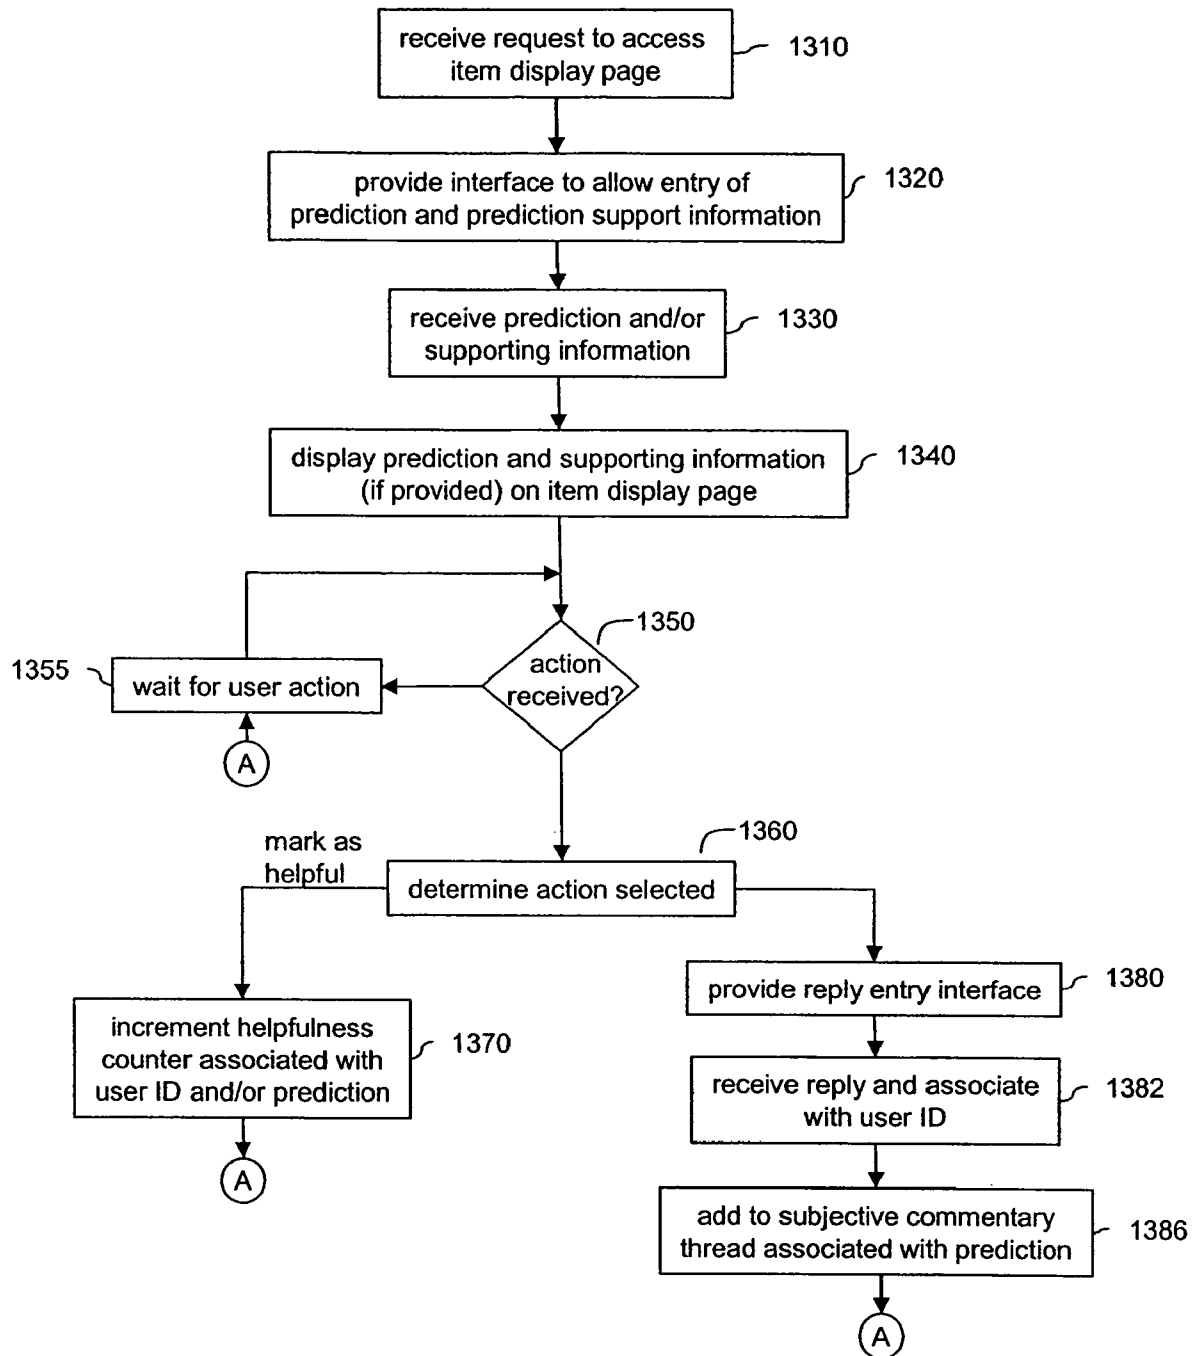 receive request to access
item display page
1310
provide interface to allow entry of
prediction and prediction support information
1320
receive prediction and/or
supporting information
1330
display prediction and supporting information
(if provided) on item display page
1340
1350
action
received?
1355
wait for user action
A
mark as
helpful
1360
determine action selected
provide reply entry interface
1380
increment helpfulness
counter associated with
user ID and/or prediction
1370
receive reply and associate
with user ID
1382
A
add to subjective commentary
thread associated with prediction
1386
A